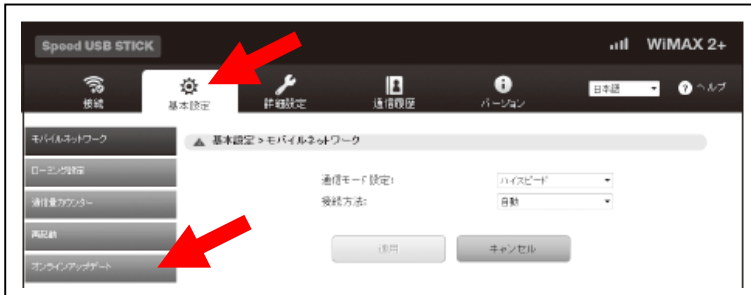 Speed USB STICK
WiMAX 2+
接続
基本設定
詳細設定
通信履歴
バージョン
日本語
? ヘルプ
モバイルネットワーク
基本設定 > モバイルネットワーク
ローミング設定
通信モード設定:
ハイスピード
通信量カウンター
接続方法:
自動
再起動
適用
キャンセル
オンラインアップデート